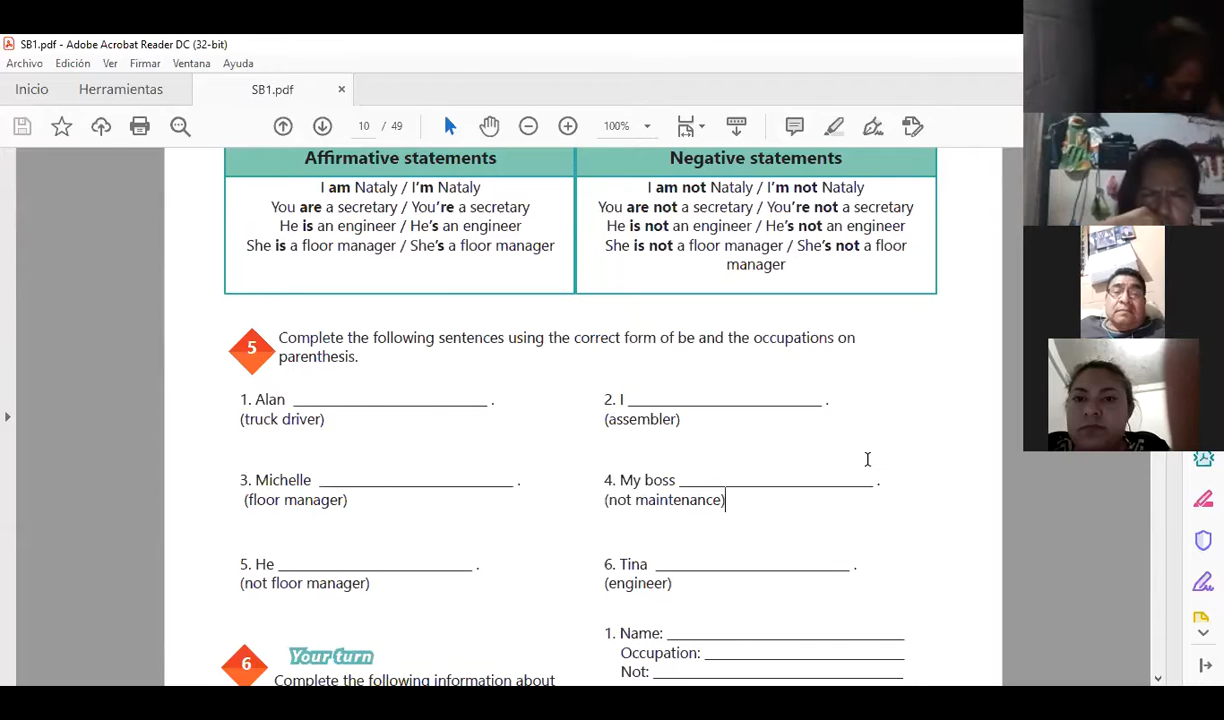 SB1.pdf - Adobe Acrobat Reader DC (32-bit)
Archivo Edición Ver Firmar Ventana Ayuda
Inicio Herramientas SB1.pdf ×
10 / 49 100%
Affirmative statements Negative statements
I am Nataly / I'm Nataly
You are a secretary / You're a secretary
He is an engineer / He's an engineer
She is a floor manager / She's a floor manager
I am not Nataly / I'm not Nataly
You are not a secretary / You're not a secretary
He is not an engineer / He's not an engineer
She is not a floor manager / She's not a floor
manager
5 Complete the following sentences using the correct form of be and the occupations on
parenthesis.
1. Alan ______________________ .
(truck driver)
2. I ______________________ .
(assembler)
3. Michelle ______________________ .
(floor manager)
4. My boss ______________________ .
(not maintenance)
5. He ______________________ .
(not floor manager)
6. Tina ______________________ .
(engineer)
6 Your turn
Complete the following information about
1. Name: ___________________________
Occupation: _______________________
Not: _____________________________